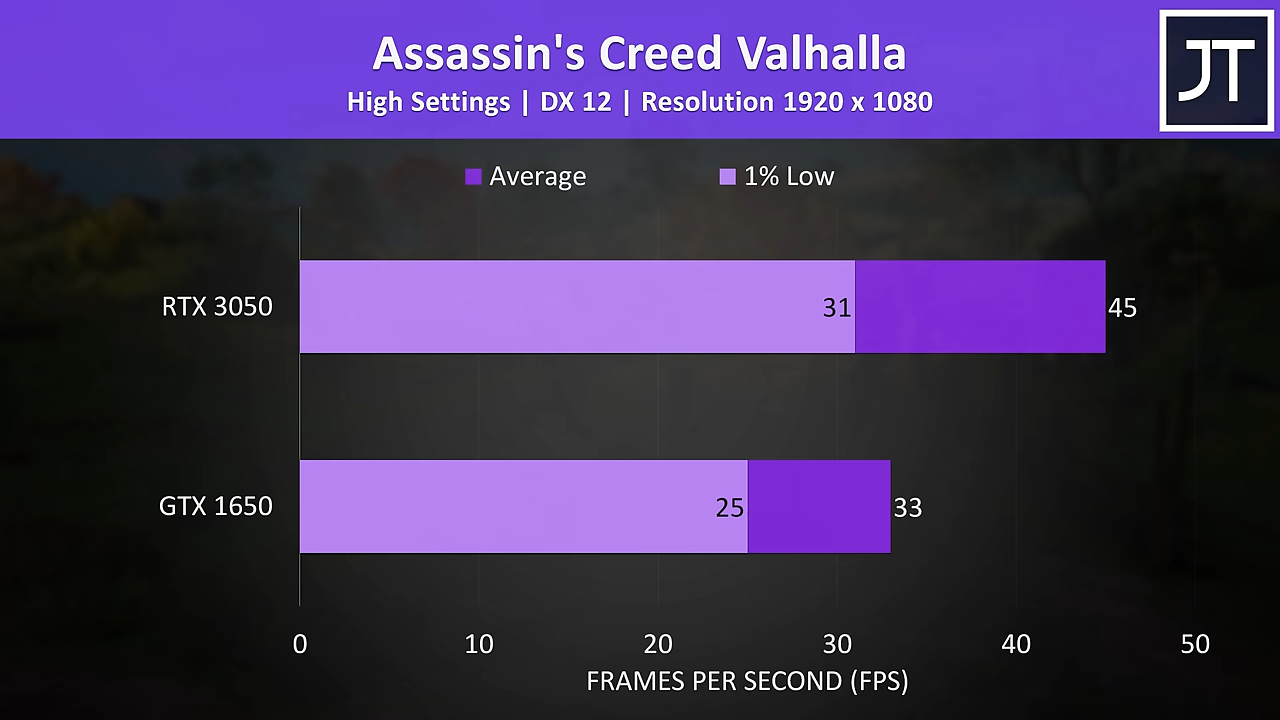 Assassin's Creed Valhalla
High Settings | DX 12 | Resolution 1920 x 1080
JT
Average
1% Low
RTX 3050
31
45
GTX 1650
25
33
0 10 20 30 40 50
FRAMES PER SECOND (FPS)